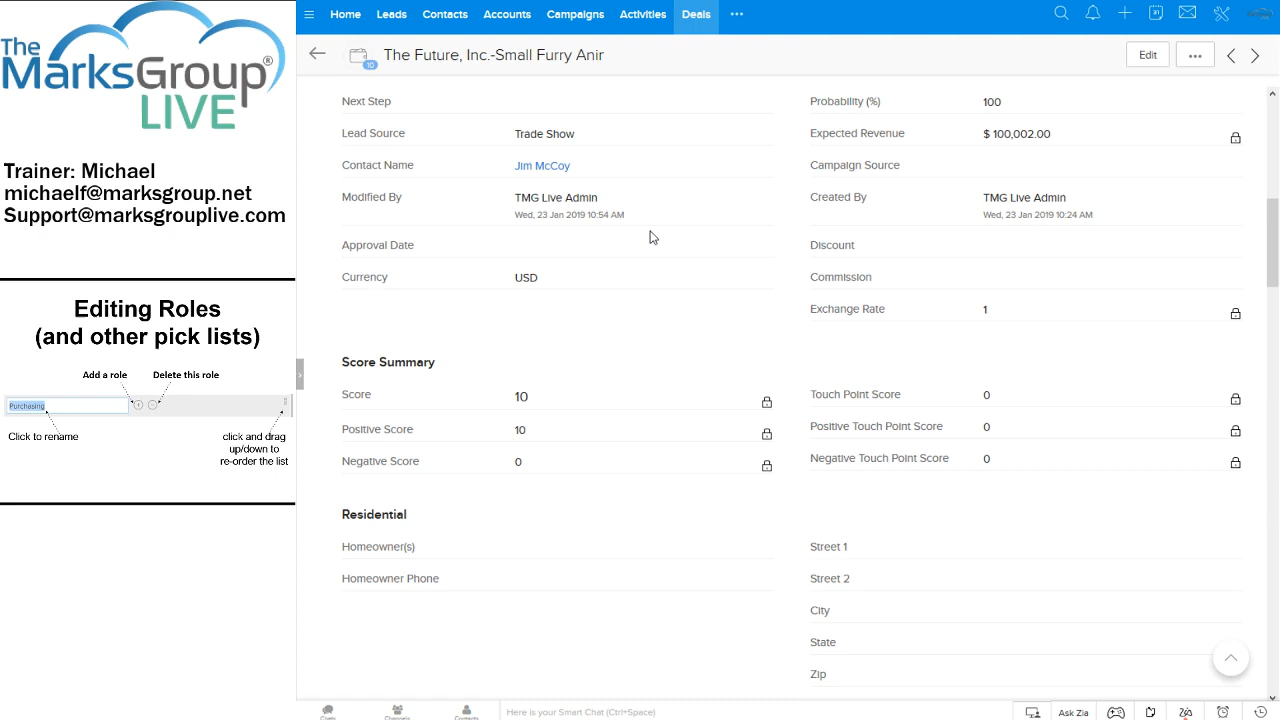 The
MarksGroup®
LIVE
Trainer: Michael
michaelf@marksgroup.net
Support@marksgrouplive.com
Editing Roles
(and other pick lists)
Add a role
Delete this role
Purchasing
Click to rename
click and drag
up/down to
re-order the list
Home
Leads
Contacts
Accounts
Campaigns
Activities
Deals
10
The Future, Inc.-Small Furry Anir
Edit
Next Step
Probability (%)
100
Lead Source
Trade Show
Expected Revenue
$ 100,002.00
Contact Name
Jim McCoy
Campaign Source
Modified By
TMG Live Admin
Wed, 23 Jan 2019 10:54 AM
Created By
TMG Live Admin
Wed, 23 Jan 2019 10:24 AM
Approval Date
Discount
Currency
USD
Commission
Exchange Rate
1
Score Summary
Score
10
Touch Point Score
0
Positive Score
10
Positive Touch Point Score
0
Negative Score
0
Negative Touch Point Score
0
Residential
Homeowner(s)
Street 1
Homeowner Phone
Street 2
City
State
Zip
Chats
Channels
Contacts
Here is your Smart Chat (Ctrl+Space)
Ask Zia